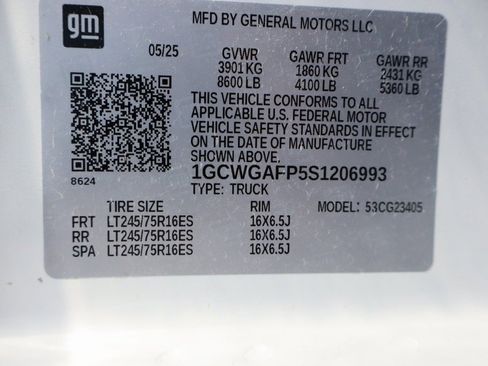 gm
MFD BY GENERAL MOTORS LLC
05/25 GVWR GAWR FRT GAWR RR
3901 KG 1860 KG 2431 KG
8600 LB 4100 LB 5360 LB
THIS VEHICLE CONFORMS TO ALL
APPLICABLE U.S. FEDERAL MOTOR
VEHICLE SAFETY STANDARDS IN EFFECT
ON THE DATE OF MANUFACTURE
SHOWN ABOVE.
8624
1GCWGAFP5S1206993
TYPE: TRUCK
TIRE SIZE RIM MODEL: 53CG23405
FRT LT245/75R16ES 16X6.5J
RR LT245/75R16ES 16X6.5J
SPA LT245/75R16ES 16X6.5J